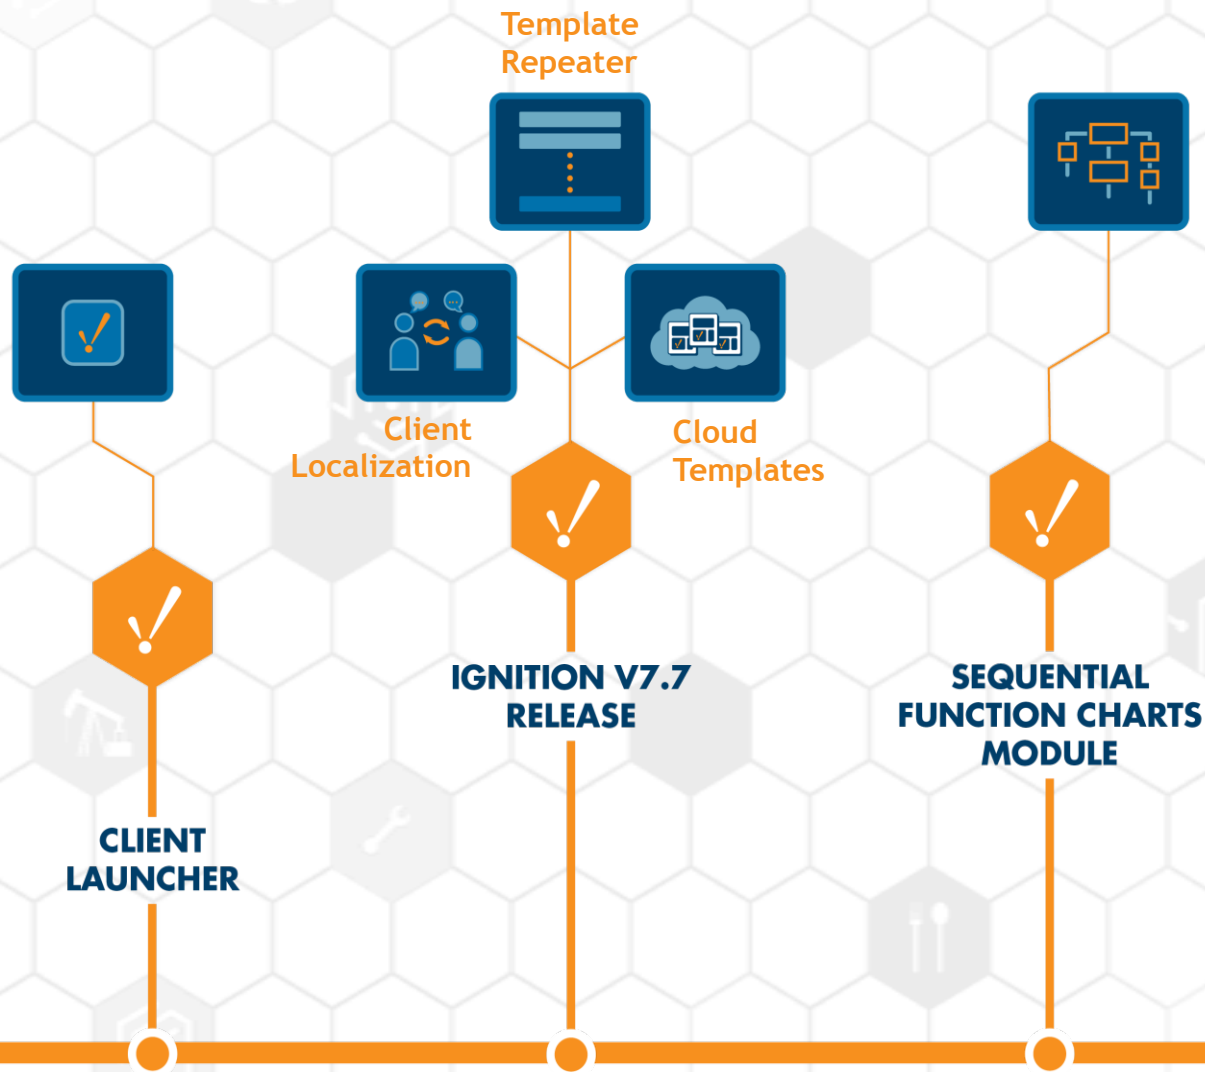 Template
Repeater
Client
Localization
Cloud
Templates
IGNITION V7.7
RELEASE
SEQUENTIAL
FUNCTION CHARTS
MODULE
CLIENT
LAUNCHER